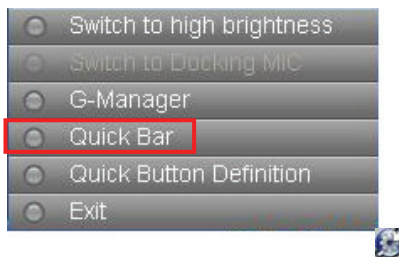 Switch to high brightness
Switch to Docking MIC
G-Manager
Quick Bar
Quick Button Definition
Exit